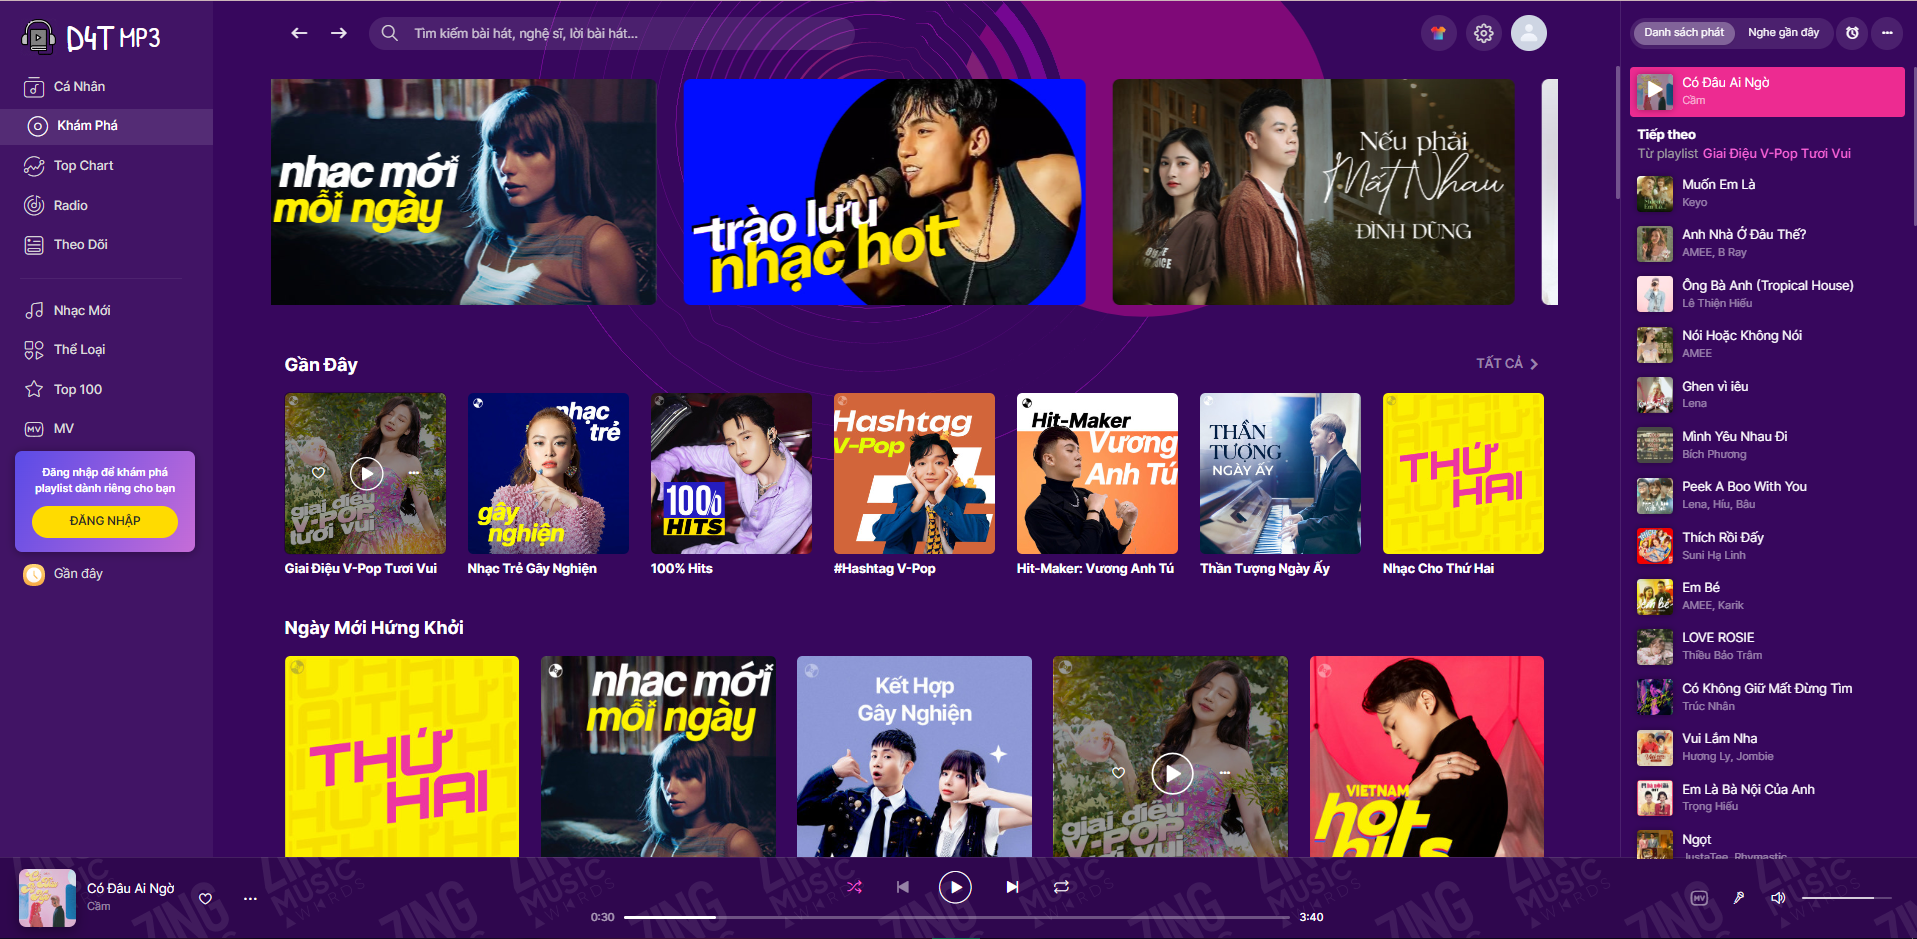 D4T MP3
Cá Nhân
Khám Phá
Top Chart
Radio
Theo Dõi
Nhạc Mới
Thể Loại
Top 100
MV
Đăng nhập để khám phá
playlist dành riêng cho bạn
ĐĂNG NHẬP
Gần đây
Tìm kiếm bài hát, nghệ sĩ, lời bài hát...
nhạc mới
mỗi ngày
trào lưu
nhạc hot
Nếu phải
Mất Nhau
ĐÌNH DŨNG
Gần Đây
TẤT CẢ
giai điệu
V-POP
tươi vui
Giai Điệu V-Pop Tươi Vui
nhạc
trẻ
gây
nghiện
Nhạc Trẻ Gây Nghiện
100%
HITS
100% Hits
Hashtag
V-Pop
#Hashtag V-Pop
Hit-Maker
Vương
Anh Tú
Hit-Maker: Vương Anh Tú
THẦN
TƯỢNG
NGÀY ẤY
Thần Tượng Ngày Ấy
THỨ
HAI
Nhạc Cho Thứ Hai
Ngày Mới Hứng Khởi
THỨ
HAI
nhạc mới
mỗi ngày
Kết Hợp
Gây Nghiện
giai điệu
V-POP
tươi vui
VIETNAM
hot
hits
Danh sách phát
Nghe gần đây
Có Đâu Ai Ngờ
Cầm
Tiếp theo
Từ playlist Giai Điệu V-Pop Tươi Vui
Muốn Em Là
Keyo
Anh Nhà Ở Đâu Thế?
AMEE, B Ray
Ông Bà Anh (Tropical House)
Lê Thiện Hiếu
Nói Hoặc Không Nói
AMEE
Ghen vì iêu
Lena
Mình Yêu Nhau Đi
Bích Phương
Peek A Boo With You
Lena, Híu, Bâu
Thích Rồi Đấy
Suni Hạ Linh
Em Bé
AMEE, Karik
LOVE ROSIE
Thiều Bảo Trâm
Có Không Giữ Mất Đừng Tìm
Trúc Nhân
Vui Lắm Nha
Hương Ly, Jombie
Em Là Bà Nội Của Anh
Trọng Hiếu
Ngọt
JustaTee, Rhymastic
Có Đâu Ai Ngờ
Cầm
0:30
3:40
MV
ZING
MUSIC
AWARDS